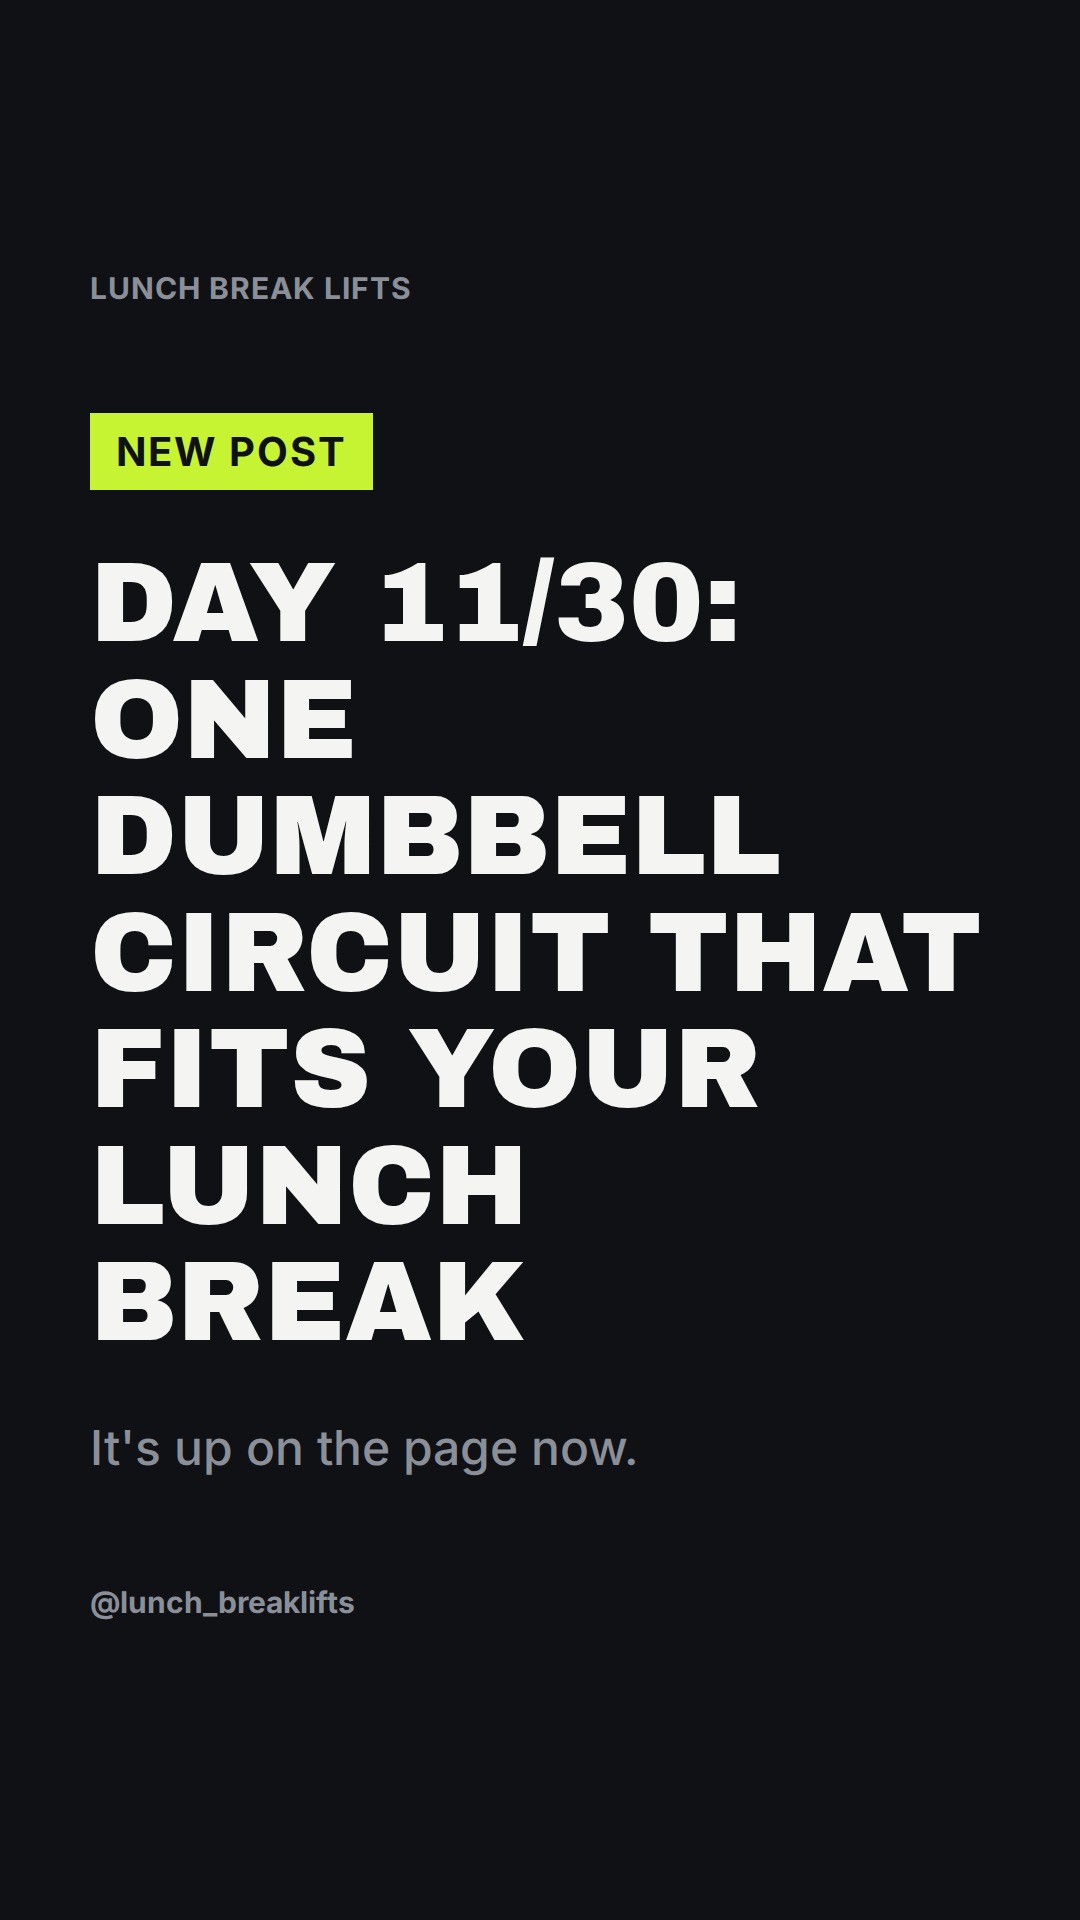 LUNCH BREAK LIFTS
NEW POST
DAY 11/30:
ONE
DUMBBELL
CIRCUIT THAT
FITS YOUR
LUNCH
BREAK
It's up on the page now.
@lunch_breaklifts